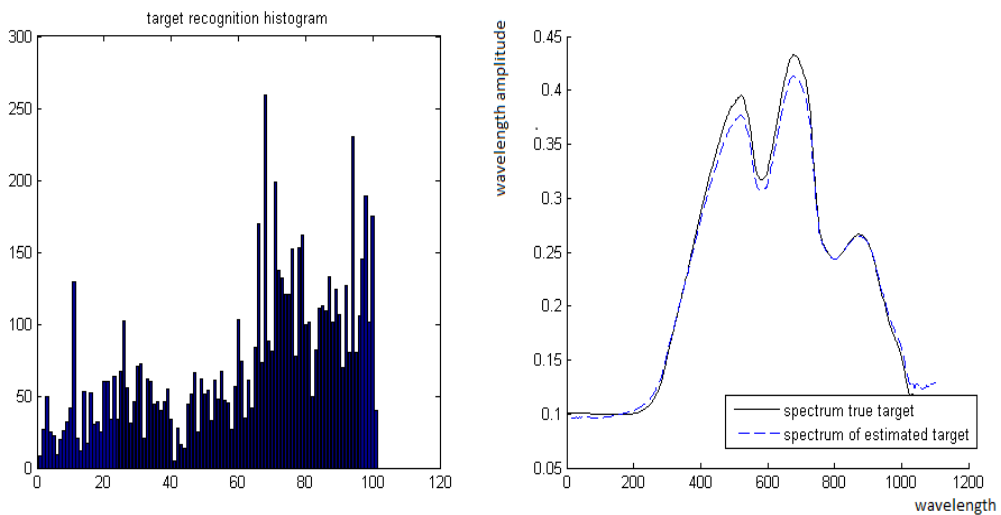 target recognition histogram
300
250
200
150
100
50
0
0 20 40 60 80 100 120
wavelength amplitude
0.45
0.4
0.35
0.3
0.25
0.2
0.15
0.1
0.05
spectrum true target
spectrum of estimated target
0 200 400 600 800 1000 1200
wavelength